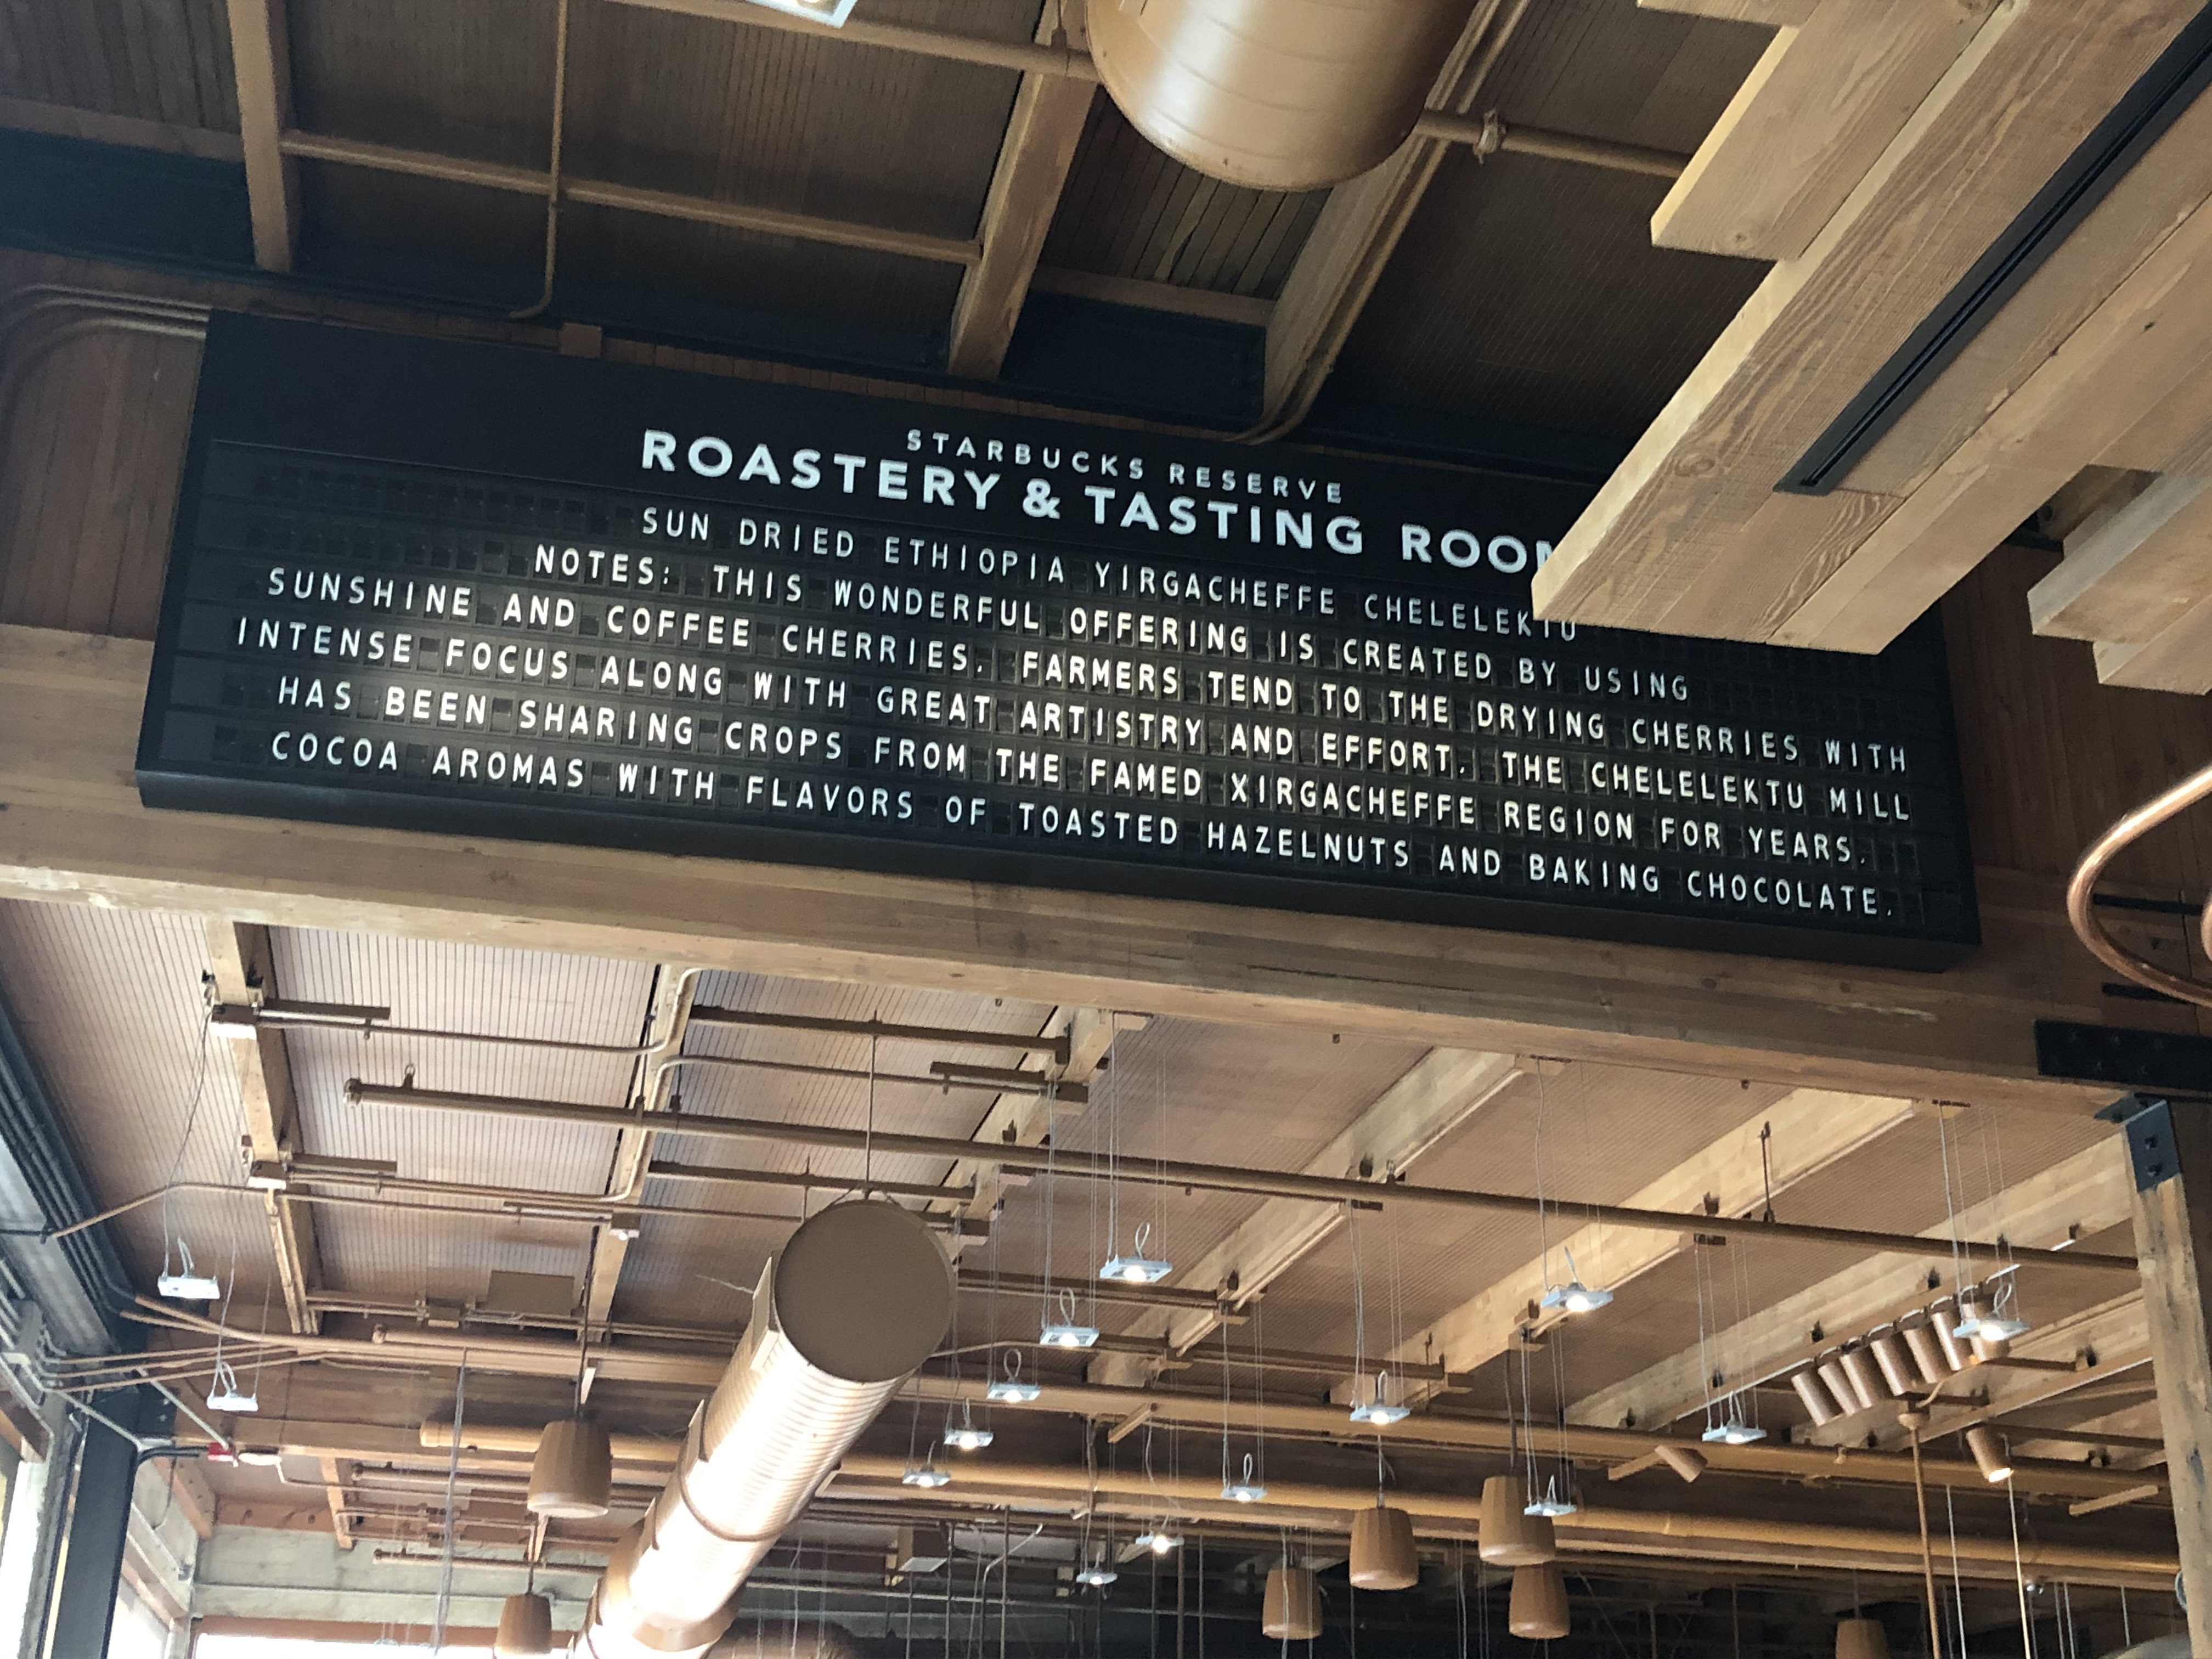 STARBUCKS RESERVE
ROASTERY & TASTING ROOM
SUN DRIED ETHIOPIA YIRGACHEFFE CHELELEKTU
NOTES: THIS WONDERFUL OFFERING IS CREATED BY USING
SUNSHINE AND COFFEE CHERRIES. FARMERS TEND TO THE DRYING CHERRIES WITH
INTENSE FOCUS ALONG WITH GREAT ARTISTRY AND EFFORT. THE CHELELEKTU MILL
HAS BEEN SHARING CROPS FROM THE FAMED XIRGACHEFFE REGION FOR YEARS.
COCOA AROMAS WITH FLAVORS OF TOASTED HAZELNUTS AND BAKING CHOCOLATE.